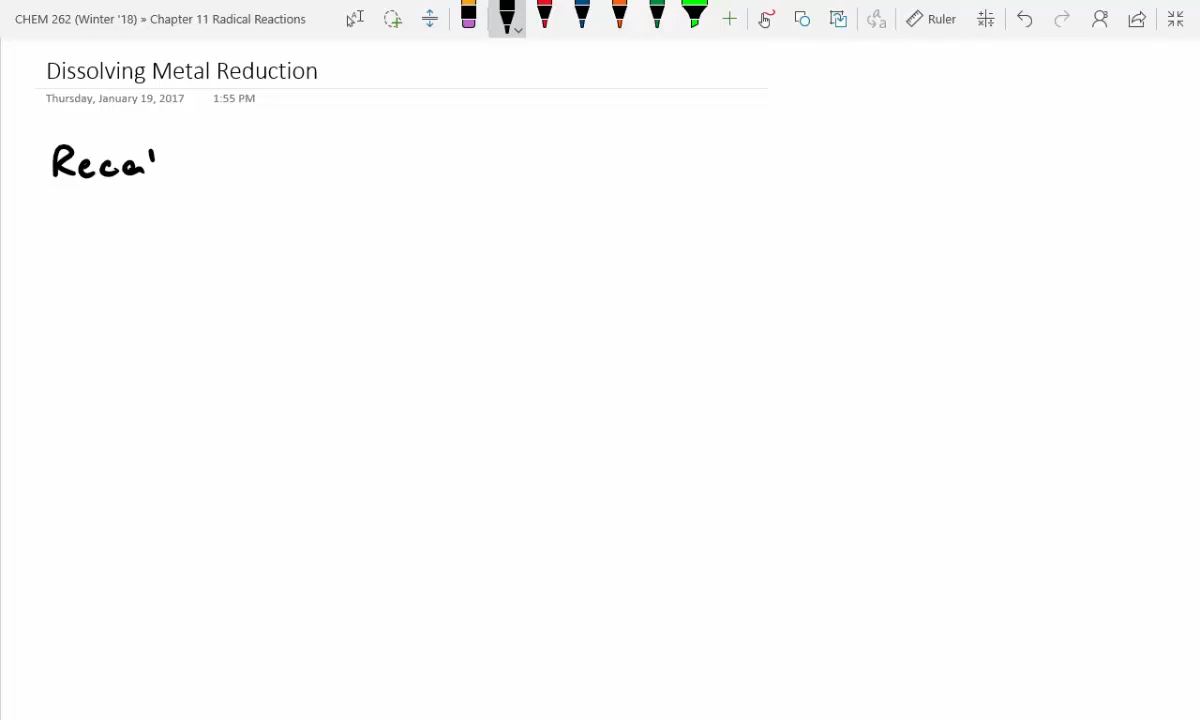 CHEM 262 (Winter '18) » Chapter 11 Radical Reactions
Ruler
Dissolving Metal Reduction
Thursday, January 19, 2017 1:55 PM
Reca'